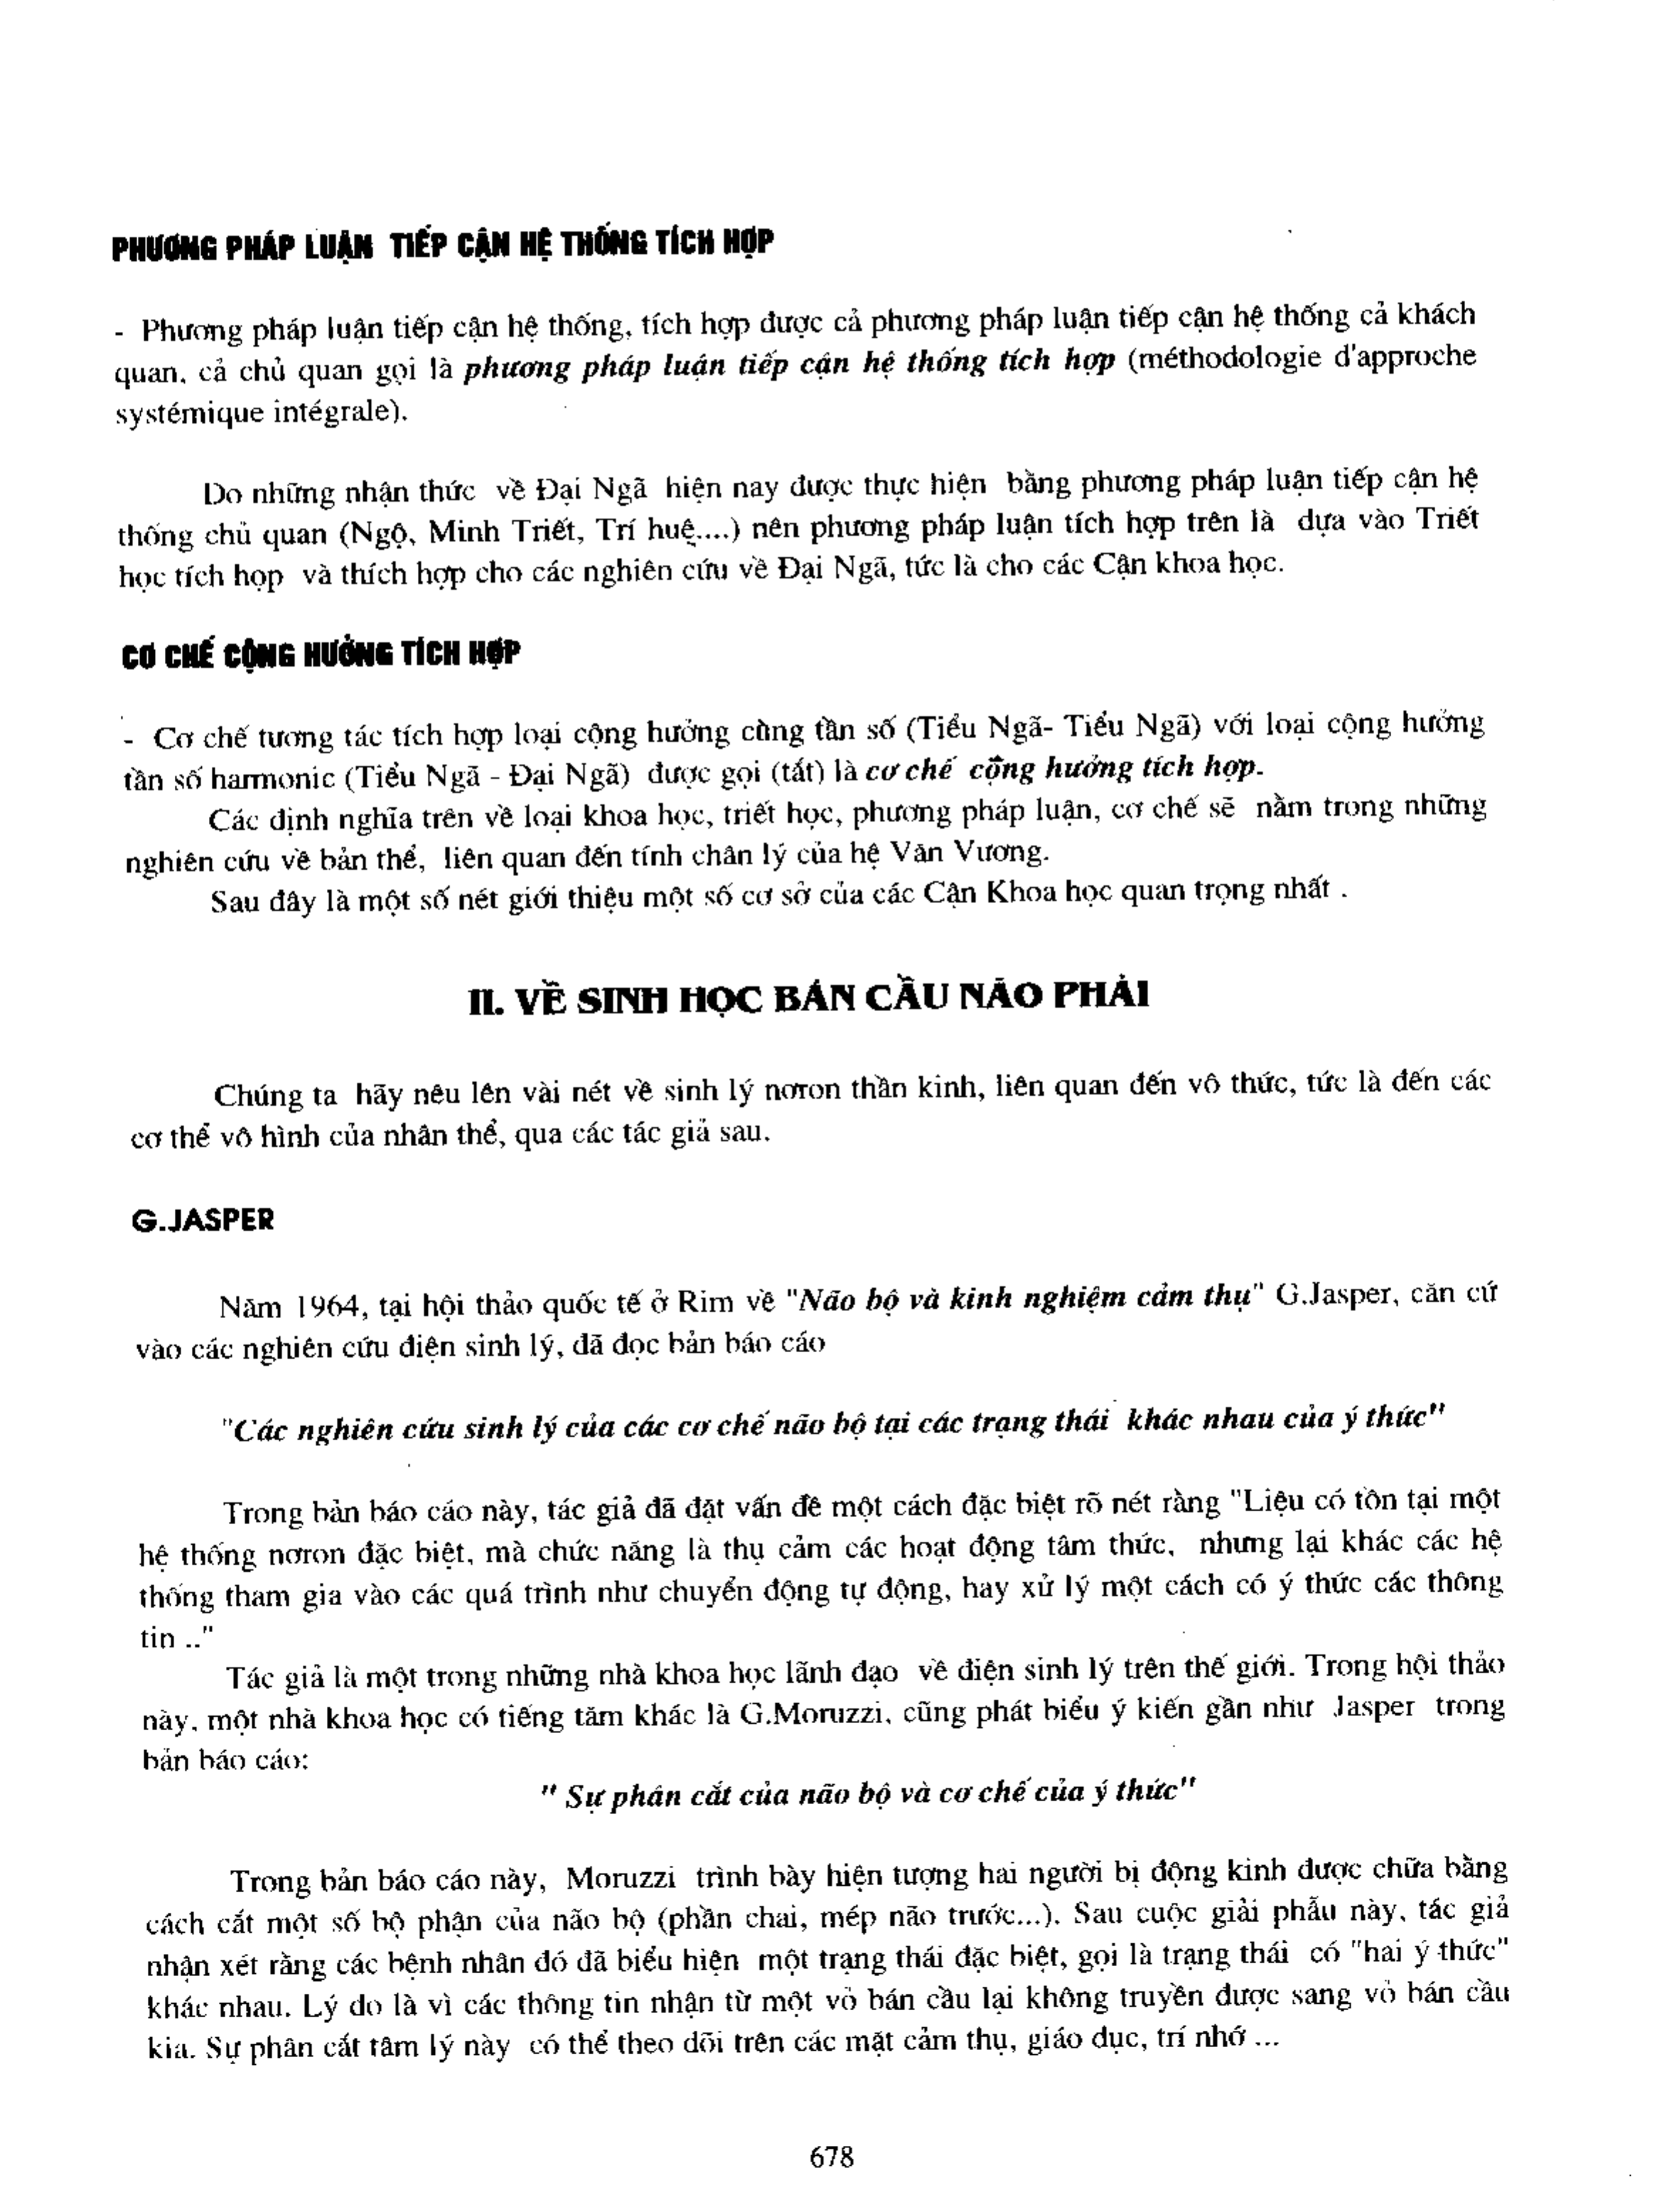 PHƯƠNG PHÁP LUẬN TIẾP CẬN HỆ THỐNG TÍCH HỢP
- Phương pháp luận tiếp cận hệ thống, tích hợp được cả phương pháp luận tiếp cận hệ thống cả khách
quan, cả chủ quan gọi là phương pháp luận tiếp cận hệ thống tích hợp (méthodologie d'approche
systémique intégrale).
Do những nhận thức về Đại Ngã hiện nay được thực hiện bằng phương pháp luận tiếp cận hệ
thống chủ quan (Ngộ, Minh Triết, Trí huệ....) nên phương pháp luận tích hợp trên là dựa vào Triết
học tích họp và thích hợp cho các nghiên cứu về Đại Ngã, tức là cho các Cận khoa học.
CƠ CHẾ CỘNG HƯỞNG TÍCH HỢP
- Cơ chế tương tác tích hợp loại cộng hưởng cùng tần số (Tiểu Ngã- Tiểu Ngã) với loại cộng hưởng
tần số harmonic (Tiểu Ngã - Đại Ngã) được gọi (tắt) là cơ chế cộng hưởng tích hợp.
Các định nghĩa trên về loại khoa học, triết học, phương pháp luận, cơ chế sẽ nằm trong những
nghiên cứu về bản thể, liên quan đến tính chân lý của hệ Văn Vương.
Sau đây là một số nét giới thiệu một số cơ sở của các Cận Khoa học quan trọng nhất .
II. VỀ SINH HỌC BÁN CẦU NÃO PHẢI
Chúng ta hãy nêu lên vài nét về sinh lý nơron thần kinh, liên quan đến vô thức, tức là đến các
cơ thể vô hình của nhân thể, qua các tác giả sau.
G.JASPER
Năm 1964, tại hội thảo quốc tế ở Rim về "Não bộ và kinh nghiệm cảm thụ" G.Jasper, căn cứ
vào các nghiên cứu điện sinh lý, đã đọc bản báo cáo
"Các nghiên cứu sinh lý của các cơ chế não bộ tại các trạng thái khác nhau của ý thức"
Trong bản báo cáo này, tác giả đã đặt vấn đề một cách đặc biệt rõ nét rằng "Liệu có tồn tại một
hệ thống nơron đặc biệt, mà chức năng là thụ cảm các hoạt động tâm thức, nhưng lại khác các hệ
thống tham gia vào các quá trình như chuyển động tự động, hay xử lý một cách có ý thức các thông
tin .."
Tác giả là một trong những nhà khoa học lãnh đạo về điện sinh lý trên thế giới. Trong hội thảo
này, một nhà khoa học có tiếng tăm khác là G.Moruzzi, cũng phát biểu ý kiến gần như Jasper trong
bản báo cáo:
" Sự phân cắt của não bộ và cơ chế của ý thức"
Trong bản báo cáo này, Moruzzi trình bày hiện tượng hai người bị động kinh được chữa bằng
cách cắt một số bộ phận của não bộ (phần chai, mép não trước...). Sau cuộc giải phẫu này, tác giả
nhận xét rằng các bệnh nhân đó đã biểu hiện một trạng thái đặc biệt, gọi là trạng thái có "hai ý thức"
khác nhau. Lý do là vì các thông tin nhận từ một vỏ bán cầu lại không truyền được sang vỏ bán cầu
kia. Sự phân cắt tâm lý này có thể theo dõi trên các mặt cảm thụ, giáo dục, trí nhớ ...
678